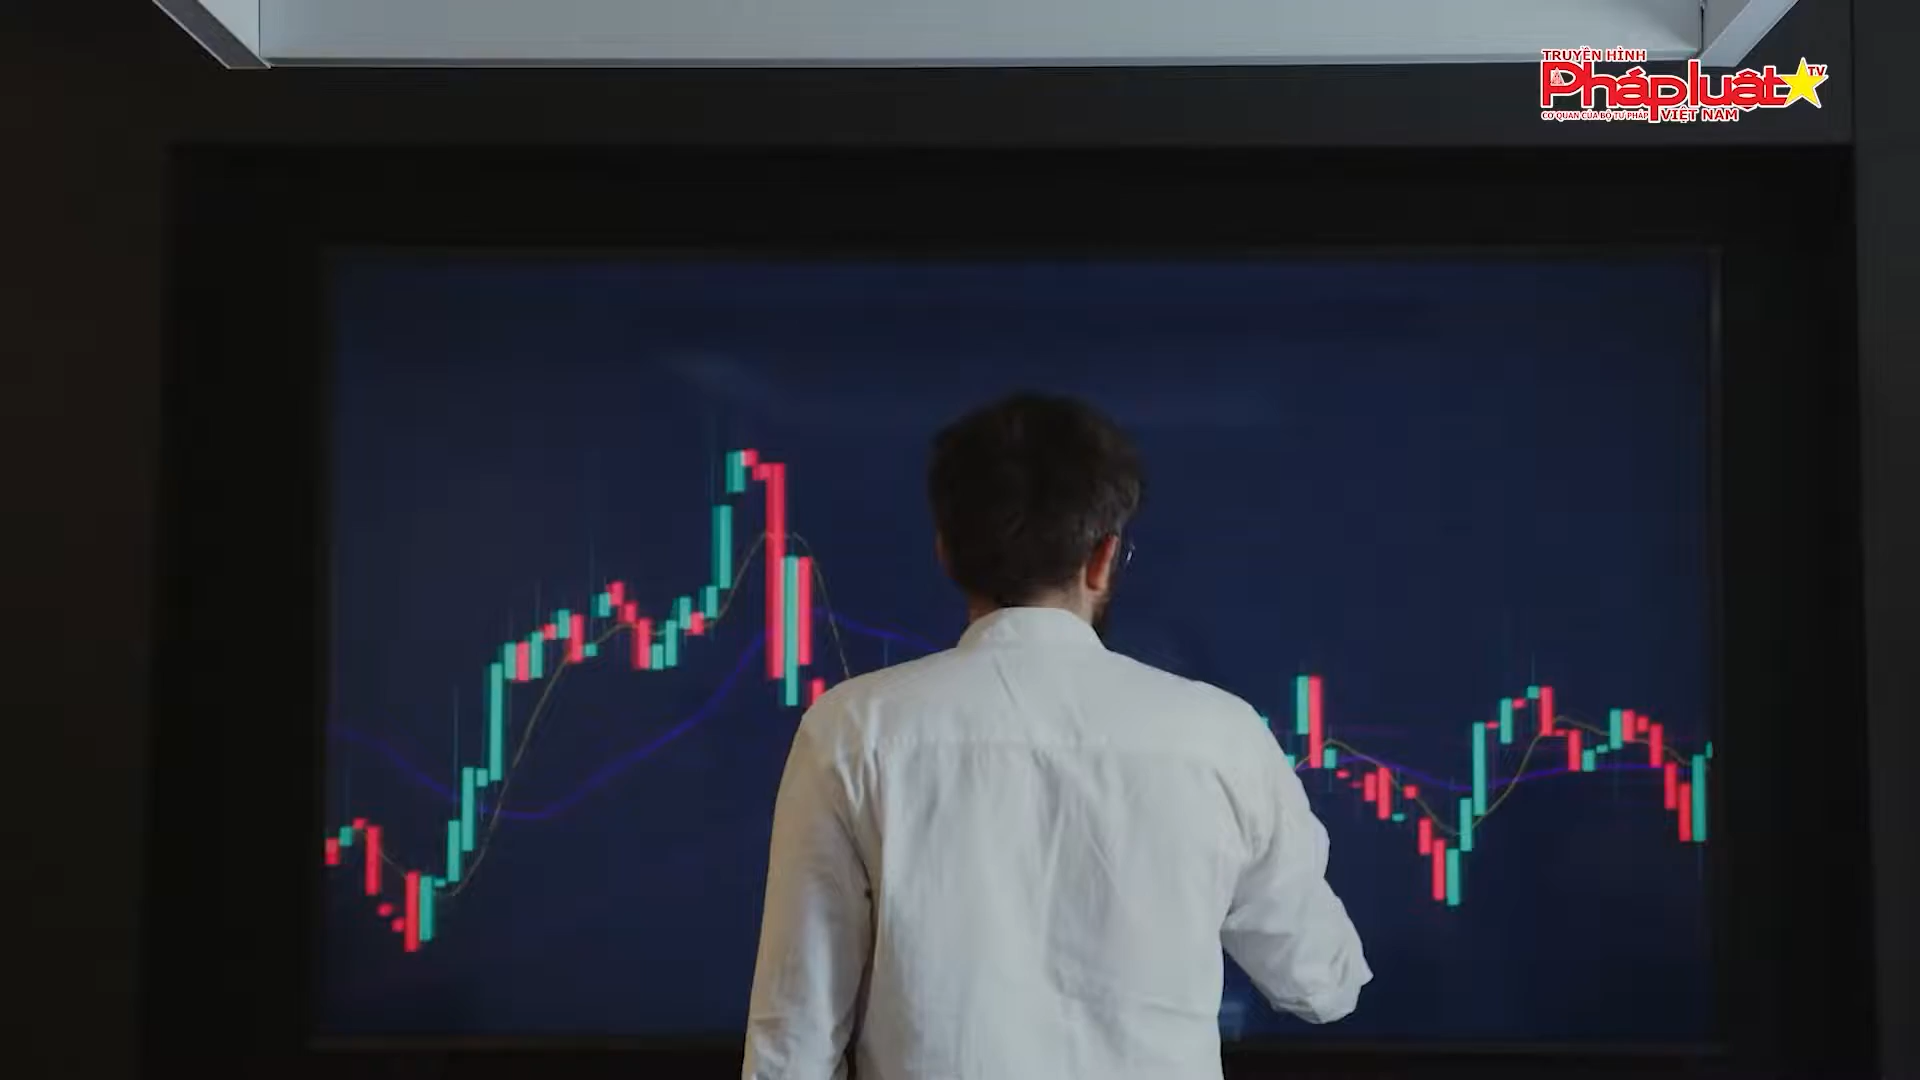 TRUYỀN HÌNH
Pháp luật TV
CƠ QUAN CỦA BỘ TƯ PHÁP VIỆT NAM